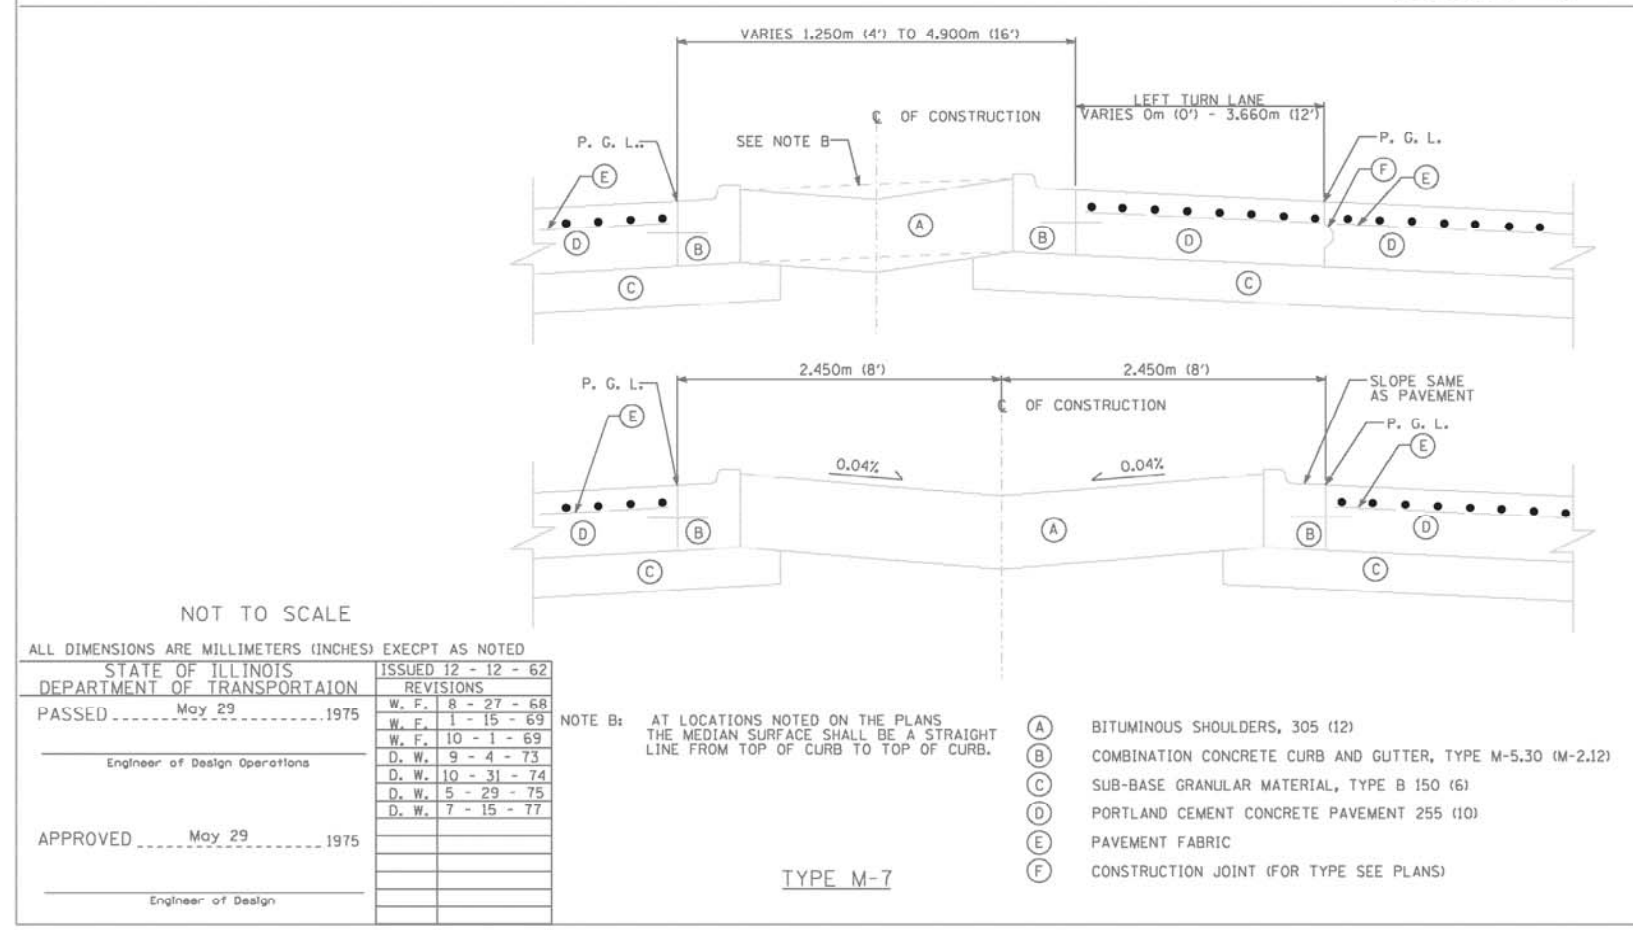 VARIES 1.250m (4') TO 4.900m (16')
LEFT TURN LANE
VARIES 0m (0') - 3.660m (12')
℄ OF CONSTRUCTION
P. G. L.
SEE NOTE B
P. G. L.
E
F
E
A
D
B
B
D
D
C
C
2.450m (8')
2.450m (8')
P. G. L.
SLOPE SAME
AS PAVEMENT
℄ OF CONSTRUCTION
E
P. G. L.
E
0.04%
0.04%
D
B
A
B
D
C
C
NOT TO SCALE
ALL DIMENSIONS ARE MILLIMETERS (INCHES) EXECPT AS NOTED
STATE OF ILLINOIS
DEPARTMENT OF TRANSPORTAION
PASSED May 29 1975
Engineer of Design Operations
APPROVED May 29 1975
Engineer of Design
ISSUED 12 - 12 - 62
REVISIONS
W. F. 8 - 27 - 68
W. F. 1 - 15 - 69
W. F. 10 - 1 - 69
D. W. 9 - 4 - 73
D. W. 10 - 31 - 74
D. W. 5 - 29 - 75
D. W. 7 - 15 - 77
NOTE B: AT LOCATIONS NOTED ON THE PLANS
THE MEDIAN SURFACE SHALL BE A STRAIGHT
LINE FROM TOP OF CURB TO TOP OF CURB.
TYPE M-7
A BITUMINOUS SHOULDERS, 305 (12)
B COMBINATION CONCRETE CURB AND GUTTER, TYPE M-5.30 (M-2.12)
C SUB-BASE GRANULAR MATERIAL, TYPE B 150 (6)
D PORTLAND CEMENT CONCRETE PAVEMENT 255 (10)
E PAVEMENT FABRIC
F CONSTRUCTION JOINT (FOR TYPE SEE PLANS)